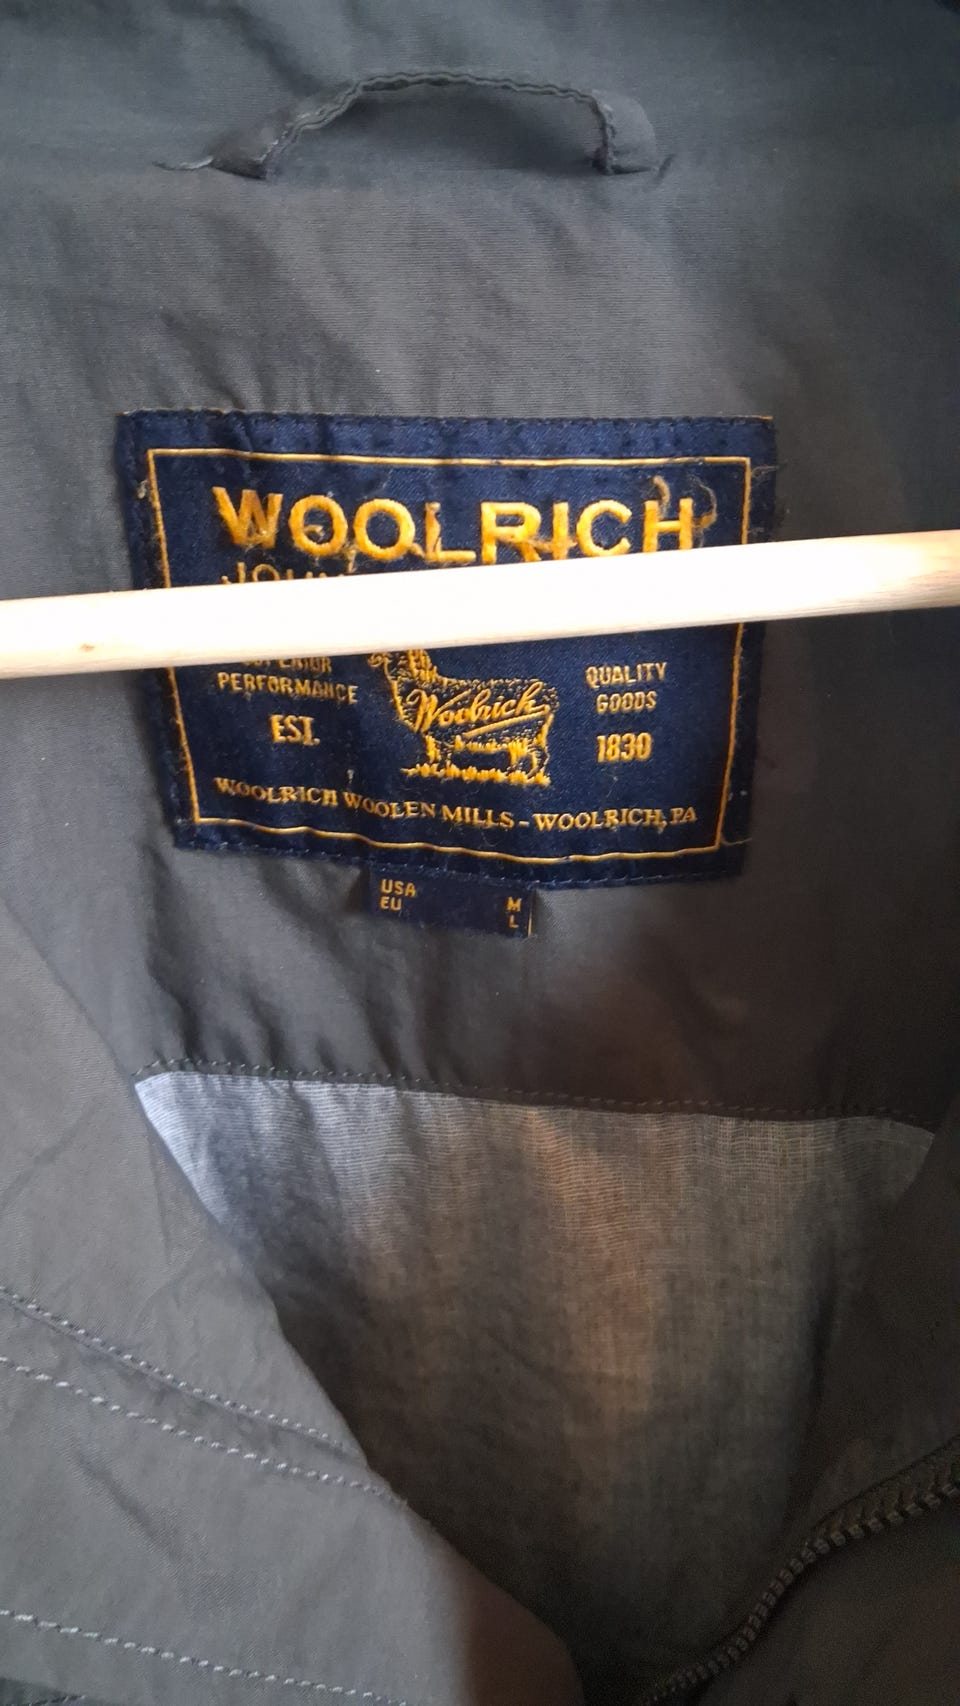 WOOLRICH
PERFORMANCE
EST.
Woolrich
QUALITY
GOODS
1830
WOOLRICH WOOLEN MILLS - WOOLRICH, PA
USA M
EU L